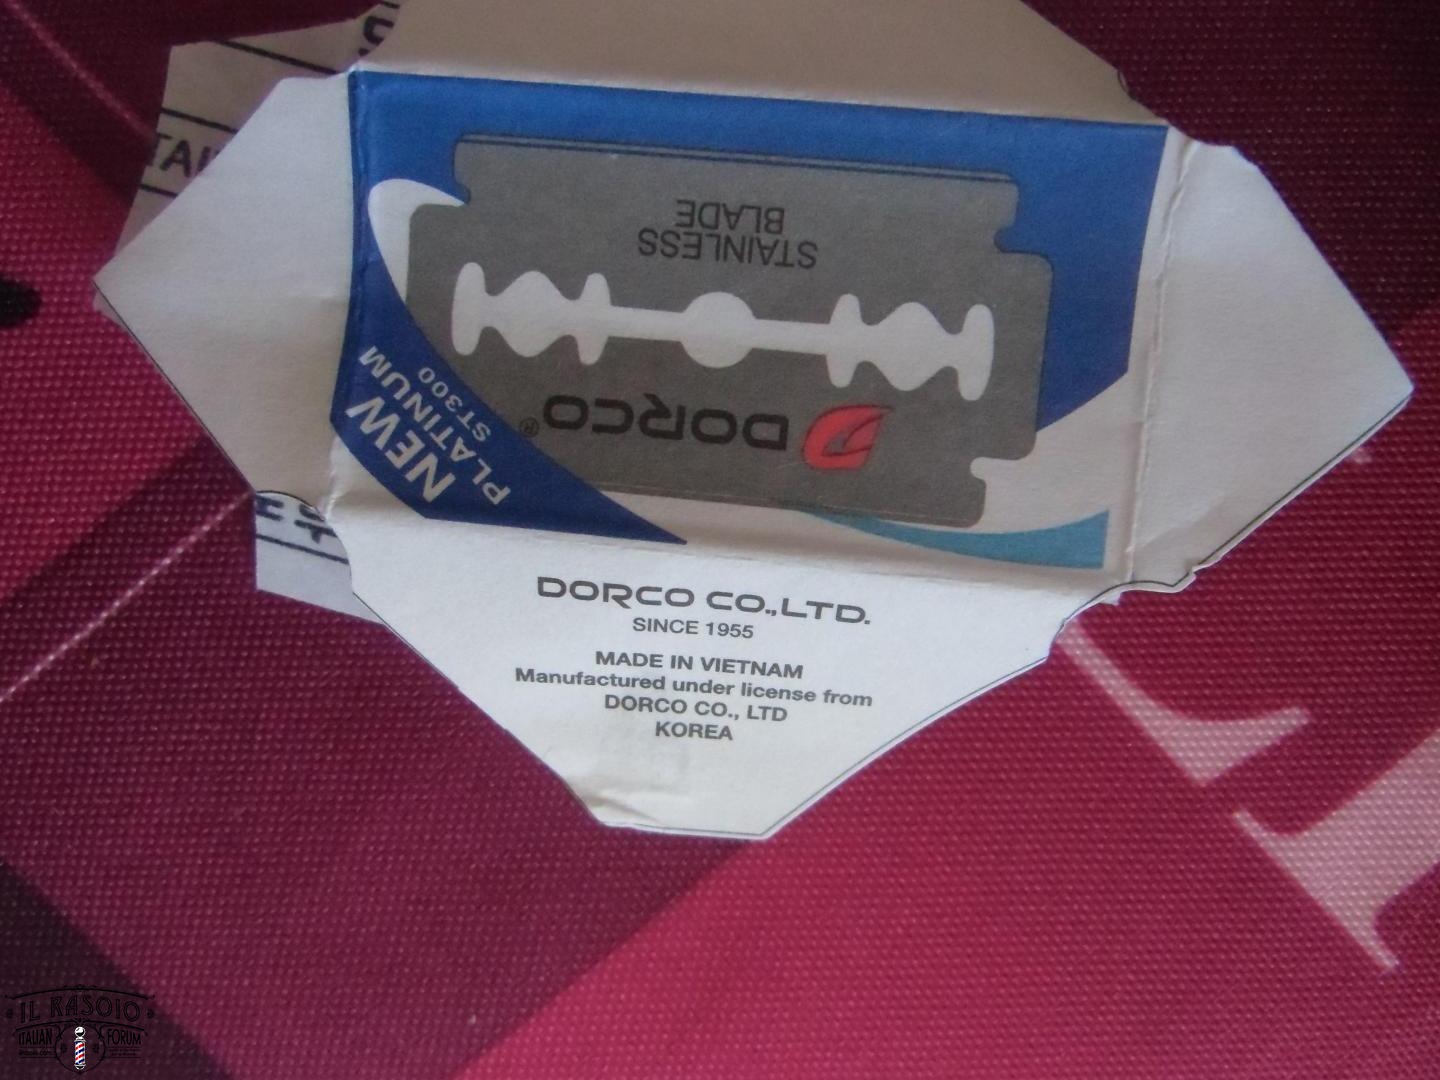 STAINLESS
BLADE
DORCO®
NEW
PLATINUM
ST300
DORCO CO.,LTD.
SINCE 1955
MADE IN VIETNAM
Manufactured under license from
DORCO CO., LTD
KOREA
IL RASOIO
ITALIAN FORUM